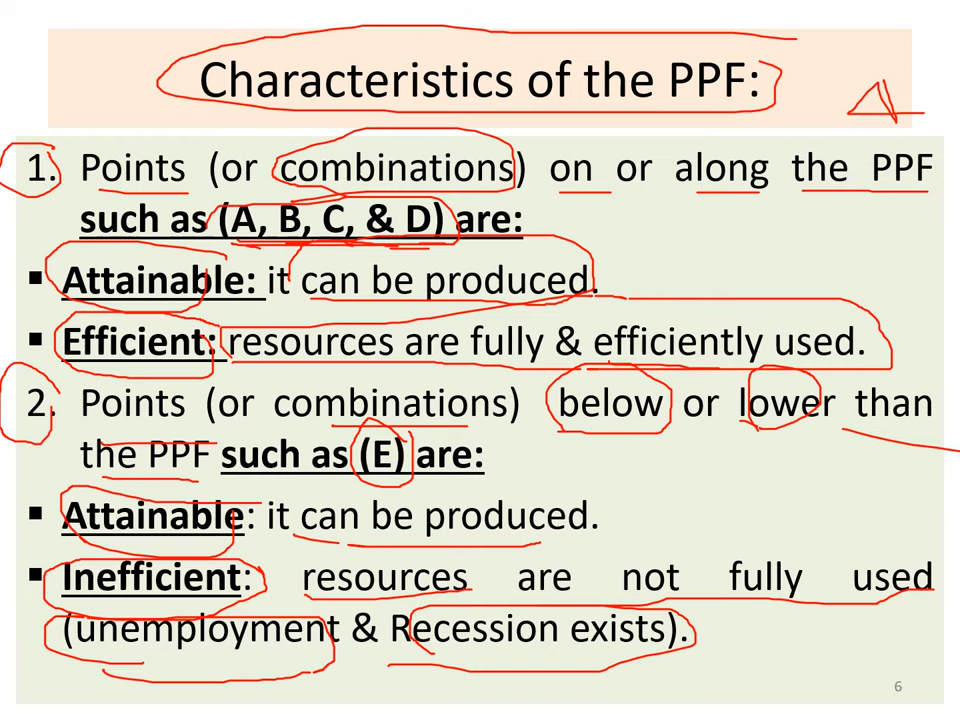 Characteristics of the PPF:
1. Points (or combinations) on or along the PPF
such as (A, B, C, & D) are:
▪ Attainable: it can be produced.
▪ Efficient: resources are fully & efficiently used.
2. Points (or combinations) below or lower than
the PPF such as (E) are:
▪ Attainable: it can be produced.
▪ Inefficient: resources are not fully used
(unemployment & Recession exists).
6